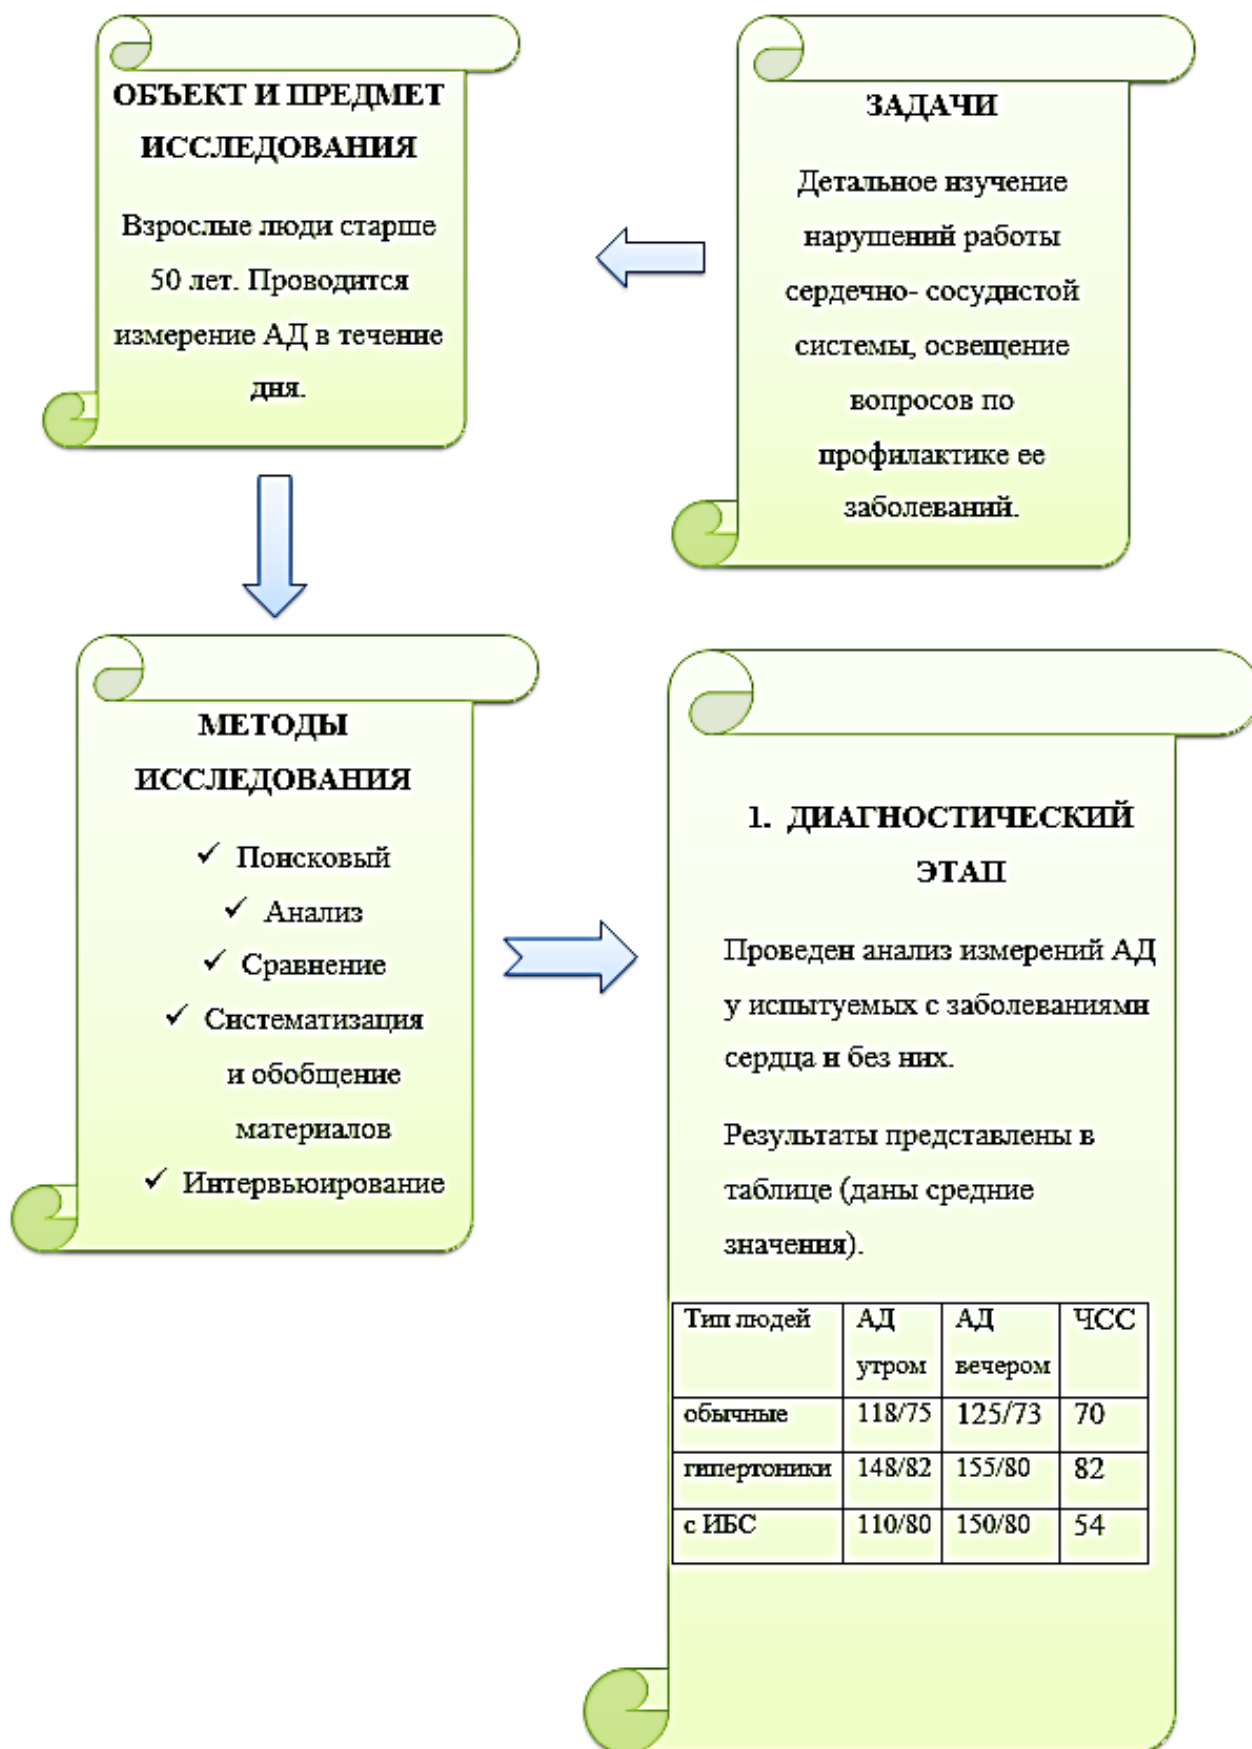 ОБЪЕКТ И ПРЕДМЕТ
ИССЛЕДОВАНИЯ
Взрослые люди старше
50 лет. Проводится
измерение АД в течение
дня.
ЗАДАЧИ
Детальное изучение
нарушений работы
сердечно- сосудистой
системы, освещение
вопросов по
профилактике ее
заболеваний.
МЕТОДЫ
ИССЛЕДОВАНИЯ
✓ Поисковый
✓ Анализ
✓ Сравнение
✓ Систематизация
и обобщение
материалов
✓ Интервьюирование
1. ДИАГНОСТИЧЕСКИЙ
ЭТАП
Проведен анализ измерений АД
у испытуемых с заболеваниями
сердца и без них.
Результаты представлены в
таблице (даны средние
значения).
Тип людей АД утром АД вечером ЧСС
обычные 118/75 125/73 70
гипертоники 148/82 155/80 82
с ИБС 110/80 150/80 54